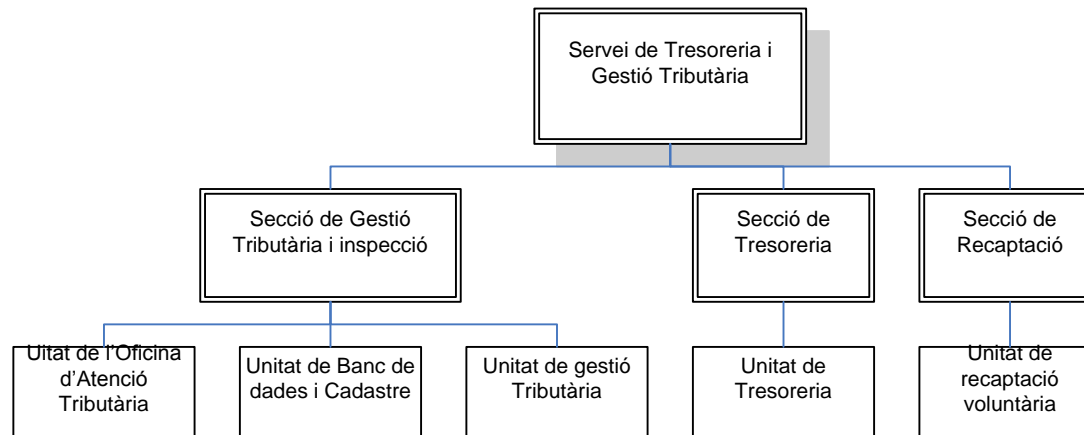 Servei de Tresoreria i
Gestió Tributària
Secció de Gestió
Tributària i inspecció
Secció de
Tresoreria
Secció de
Recaptació
Uitat de l’Oficina
d’Atenció
Tributària
Unitat de Banc de
dades i Cadastre
Unitat de gestió
Tributària
Unitat de
Tresoreria
Unitat de
recaptació
voluntària